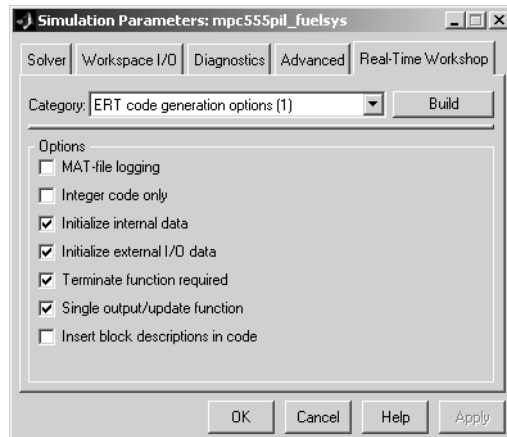 Simulation Parameters: mpc555pil_fuelsys
Solver Workspace I/O Diagnostics Advanced Real-Time Workshop
Category: ERT code generation options (1) Build
Options
MAT-file logging
Integer code only
Initialize internal data
Initialize external I/O data
Terminate function required
Single output/update function
Insert block descriptions in code
OK Cancel Help Apply